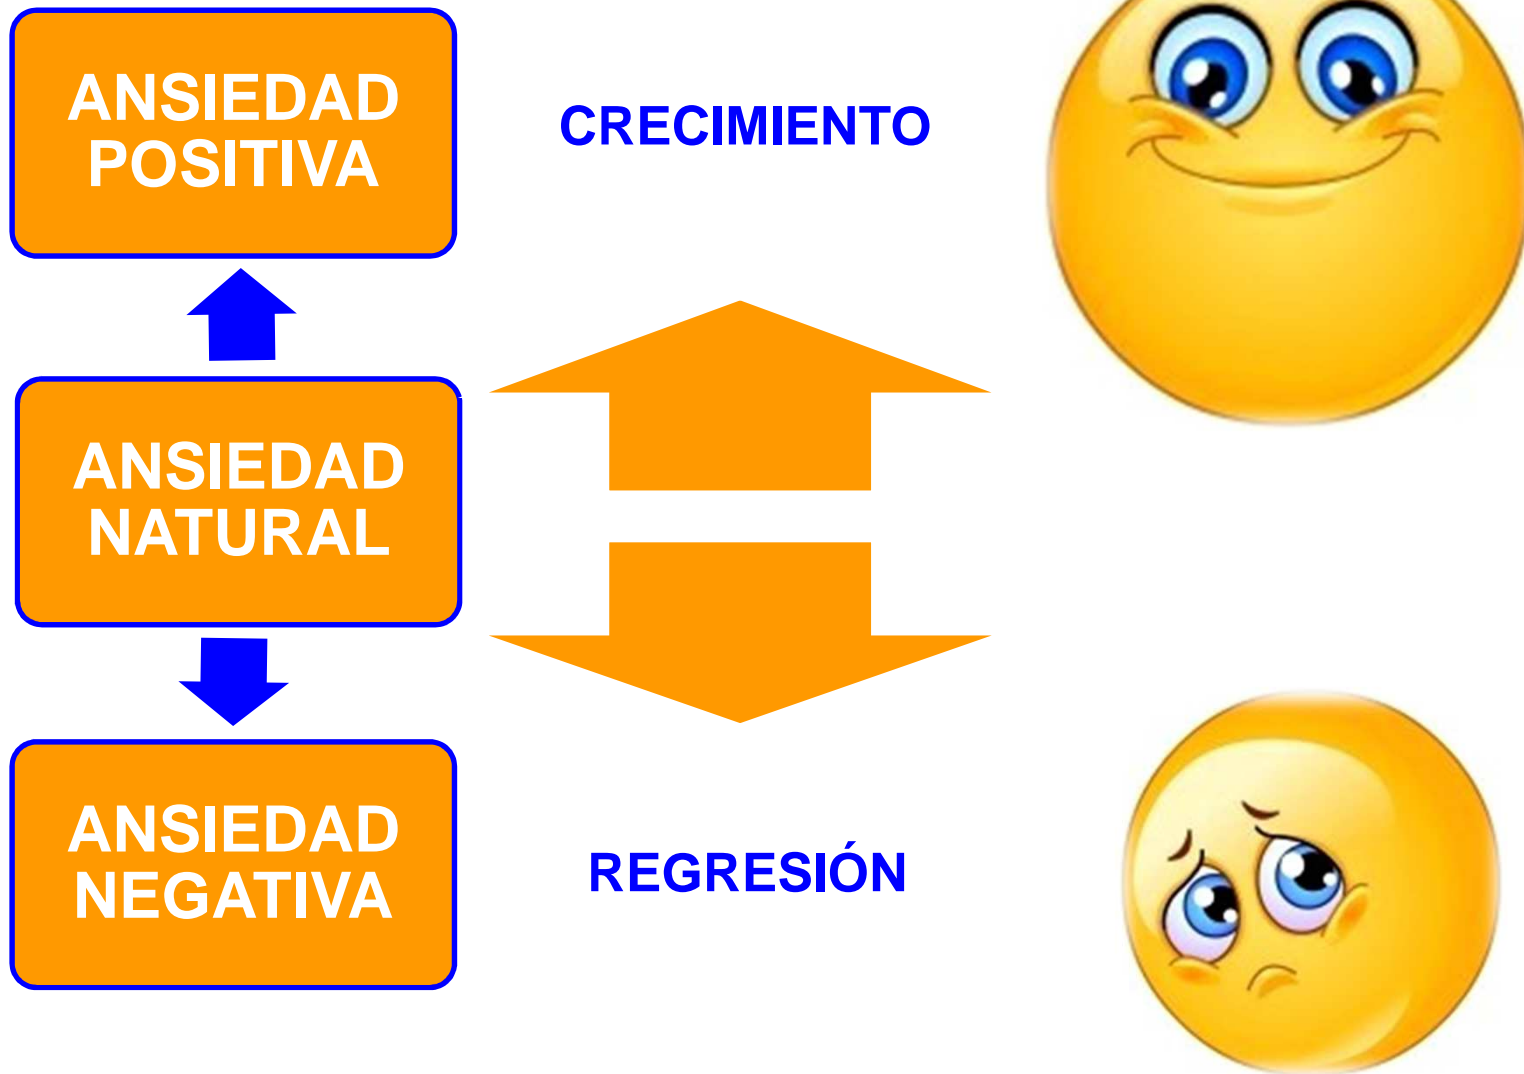 ANSIEDAD
POSITIVA
CRECIMIENTO
ANSIEDAD
NATURAL
ANSIEDAD
NEGATIVA
REGRESIÓN